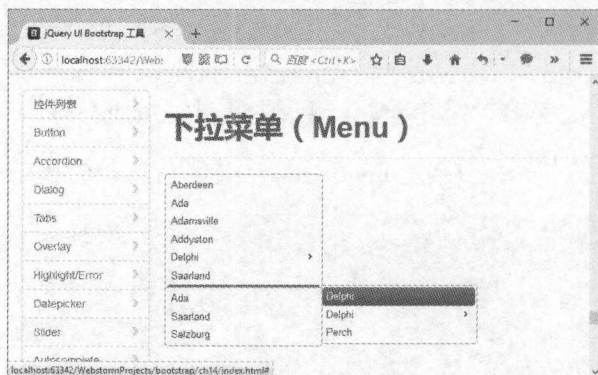 jQuery UI Bootstrap 工具
localhost:63342/Webs
百度 <Ctrl+K>
控件列表
Button
Accordion
Dialog
Tabs
Overlay
Highlight/Error
Datepicker
Slider
Autocomplete
下拉菜单（Menu）
Aberdeen
Ada
Adamsville
Addyston
Delphi
Saarland
Ada
Saarland
Salzburg
Delphi
Delphi
Perch
localhost:63342/WebstormProjects/bootstrap/ch14/index.html#